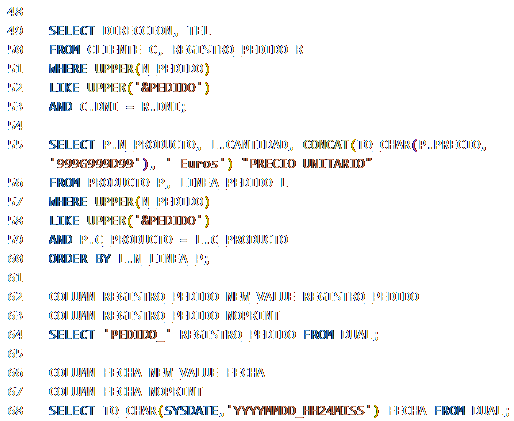 48
49 SELECT DIRECCION, TEL
50 FROM CLIENTE C, REGISTRO_PEDIDO R
51 WHERE UPPER(N_PEDIDO)
52 LIKE UPPER('&PEDIDO')
53 AND C.DNI = R.DNI;
54
55 SELECT P.N_PRODUCTO, L.CANTIDAD, CONCAT(TO_CHAR(P.PRECIO,
'999G999D99'), ' Euros') "PRECIO UNITARIO"
56 FROM PRODUCTO P, LINEA_PEDIDO L
57 WHERE UPPER(N_PEDIDO)
58 LIKE UPPER('&PEDIDO')
59 AND P.C_PRODUCTO = L.C_PRODUCTO
60 ORDER BY L.N_LINEA_P;
61
62 COLUMN REGISTRO_PEDIDO NEW_VALUE REGISTRO_PEDIDO
63 COLUMN REGISTRO_PEDIDO NOPRINT
64 SELECT 'PEDIDO_' REGISTRO_PEDIDO FROM DUAL;
65
66 COLUMN FECHA NEW_VALUE FECHA
67 COLUMN FECHA NOPRINT
68 SELECT TO_CHAR(SYSDATE,'YYYYMMDD_HH24MISS') FECHA FROM DUAL;